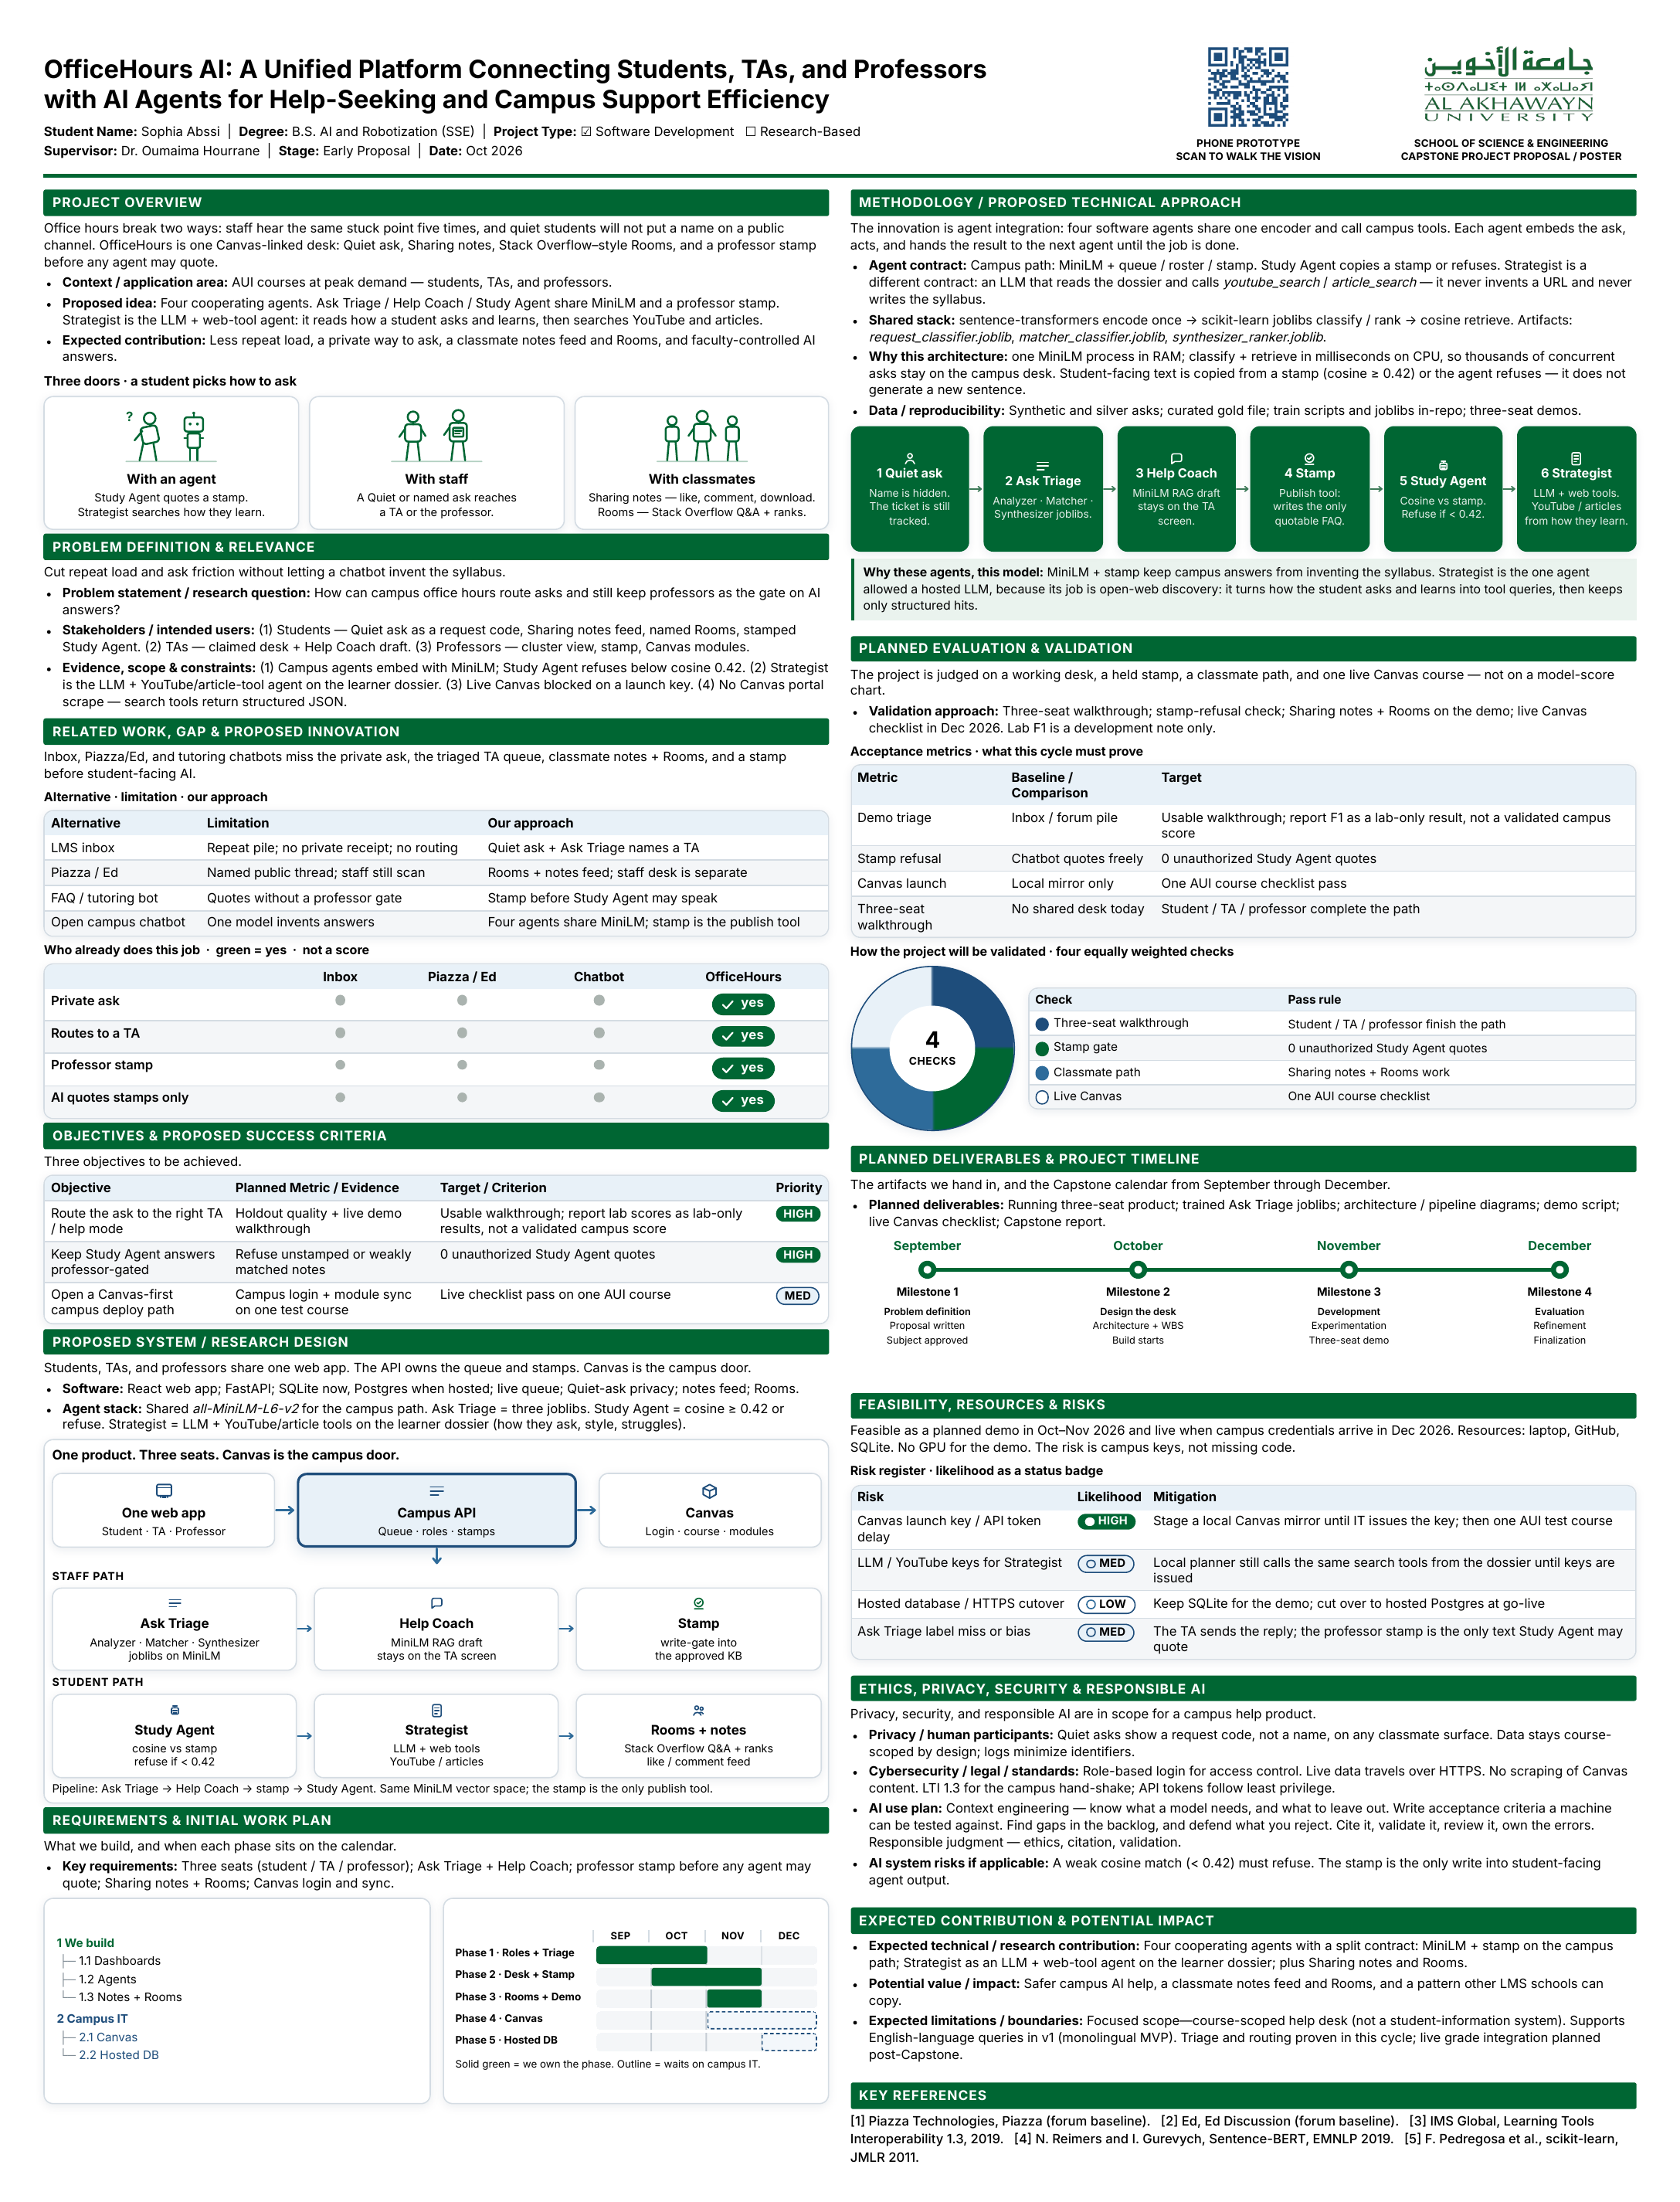 OfficeHours AI: A Unified Platform Connecting Students, TAs, and Professors
with AI Agents for Help-Seeking and Campus Support Efficiency
Student Name: Sophia Abssi | Degree: B.S. AI and Robotization (SSE) | Project Type: ☑ Software Development ☐ Research-Based
Supervisor: Dr. Oumaima Hourrane | Stage: Early Proposal | Date: Oct 2026
PHONE PROTOTYPE
SCAN TO WALK THE VISION
جامعة الأخوين
AL AKHAWAYN
UNIVERSITY
SCHOOL OF SCIENCE & ENGINEERING
CAPSTONE PROJECT PROPOSAL / POSTER
PROJECT OVERVIEW
Office hours break two ways: staff hear the same stuck point five times, and quiet students will not put a name on a public
channel. OfficeHours is one Canvas-linked desk: Quiet ask, Sharing notes, Stack Overflow–style Rooms, and a professor stamp
before any agent may quote.
• Context / application area: AUI courses at peak demand — students, TAs, and professors.
• Proposed idea: Four cooperating agents. Ask Triage / Help Coach / Study Agent share MiniLM and a professor stamp.
Strategist is the LLM + web-tool agent: it reads how a student asks and learns, then searches YouTube and articles.
• Expected contribution: Less repeat load, a private way to ask, a classmate notes feed and Rooms, and faculty-controlled AI
answers.
Three doors · a student picks how to ask
?
With an agent
Study Agent quotes a stamp.
Strategist searches how they learn.
With staff
A Quiet or named ask reaches
a TA or the professor.
With classmates
Sharing notes — like, comment, download.
Rooms — Stack Overflow Q&A + ranks.
PROBLEM DEFINITION & RELEVANCE
Cut repeat load and ask friction without letting a chatbot invent the syllabus.
• Problem statement / research question: How can campus office hours route asks and still keep professors as the gate on AI
answers?
• Stakeholders / intended users: (1) Students — Quiet ask as a request code, Sharing notes feed, named Rooms, stamped
Study Agent. (2) TAs — claimed desk + Help Coach draft. (3) Professors — cluster view, stamp, Canvas modules.
• Evidence, scope & constraints: (1) Campus agents embed with MiniLM; Study Agent refuses below cosine 0.42. (2) Strategist
is the LLM + YouTube/article-tool agent on the learner dossier. (3) Live Canvas blocked on a launch key. (4) No Canvas portal
scrape — search tools return structured JSON.
RELATED WORK, GAP & PROPOSED INNOVATION
Inbox, Piazza/Ed, and tutoring chatbots miss the private ask, the triaged TA queue, classmate notes + Rooms, and a stamp
before student-facing AI.
Alternative · limitation · our approach
Alternative Limitation Our approach
LMS inbox Repeat pile; no private receipt; no routing Quiet ask + Ask Triage names a TA
Piazza / Ed Named public thread; staff still scan Rooms + notes feed; staff desk is separate
FAQ / tutoring bot Quotes without a professor gate Stamp before Study Agent may speak
Open campus chatbot One model invents answers Four agents share MiniLM; stamp is the publish tool
Who already does this job · green = yes · not a score
Inbox Piazza / Ed Chatbot OfficeHours
Private ask ✓ yes
Routes to a TA ✓ yes
Professor stamp ✓ yes
AI quotes stamps only ✓ yes
OBJECTIVES & PROPOSED SUCCESS CRITERIA
Three objectives to be achieved.
Objective Planned Metric / Evidence Target / Criterion Priority
Route the ask to the right TA / help mode Holdout quality + live demo walkthrough Usable walkthrough; report lab scores as lab-only results, not a validated campus score HIGH
Keep Study Agent answers professor-gated Refuse unstamped or weakly matched notes 0 unauthorized Study Agent quotes HIGH
Open a Canvas-first campus deploy path Campus login + module sync on one test course Live checklist pass on one AUI course MED
PROPOSED SYSTEM / RESEARCH DESIGN
Students, TAs, and professors share one web app. The API owns the queue and stamps. Canvas is the campus door.
• Software: React web app; FastAPI; SQLite now, Postgres when hosted; live queue; Quiet-ask privacy; notes feed; Rooms.
• Agent stack: Shared all-MiniLM-L6-v2 for the campus path. Ask Triage = three joblibs. Study Agent = cosine ≥ 0.42 or
refuse. Strategist = LLM + YouTube/article tools on the learner dossier (how they ask, style, struggles).
One product. Three seats. Canvas is the campus door.
One web app
Student · TA · Professor
Campus API
Queue · roles · stamps
Canvas
Login · course · modules
STAFF PATH
Ask Triage
Analyzer · Matcher · Synthesizer
joblibs on MiniLM
Help Coach
MiniLM RAG draft
stays on the TA screen
Stamp
write-gate into
the approved KB
STUDENT PATH
Study Agent
cosine vs stamp
refuse if < 0.42
Strategist
LLM + web tools
YouTube / articles
Rooms + notes
Stack Overflow Q&A + ranks
like / comment feed
Pipeline: Ask Triage → Help Coach → stamp → Study Agent. Same MiniLM vector space; the stamp is the only publish tool.
REQUIREMENTS & INITIAL WORK PLAN
What we build, and when each phase sits on the calendar.
• Key requirements: Three seats (student / TA / professor); Ask Triage + Help Coach; professor stamp before any agent may
quote; Sharing notes + Rooms; Canvas login and sync.
1 We build
1.1 Dashboards
1.2 Agents
1.3 Notes + Rooms
2 Campus IT
2.1 Canvas
2.2 Hosted DB
SEP OCT NOV DEC
Phase 1 · Roles + Triage
Phase 2 · Desk + Stamp
Phase 3 · Rooms + Demo
Phase 4 · Canvas
Phase 5 · Hosted DB
Solid green = we own the phase. Outline = waits on campus IT.
METHODOLOGY / PROPOSED TECHNICAL APPROACH
The innovation is agent integration: four software agents share one encoder and call campus tools. Each agent embeds the ask,
acts, and hands the result to the next agent until the job is done.
• Agent contract: Campus path: MiniLM + queue / roster / stamp. Study Agent copies a stamp or refuses. Strategist is a
different contract: an LLM that reads the dossier and calls youtube_search / article_search — it never invents a URL and never
writes the syllabus.
• Shared stack: sentence-transformers encode once → scikit-learn joblibs classify / rank → cosine retrieve. Artifacts:
request_classifier.joblib, matcher_classifier.joblib, synthesizer_ranker.joblib.
• Why this architecture: one MiniLM process in RAM; classify + retrieve in milliseconds on CPU, so thousands of concurrent
asks stay on the campus desk. Student-facing text is copied from a stamp (cosine ≥ 0.42) or the agent refuses — it does not
generate a new sentence.
• Data / reproducibility: Synthetic and silver asks; curated gold file; train scripts and joblibs in-repo; three-seat demos.
1 Quiet ask
Name is hidden.
The ticket is still
tracked.
2 Ask Triage
Analyzer · Matcher ·
Synthesizer joblibs.
3 Help Coach
MiniLM RAG draft
stays on the TA
screen.
4 Stamp
Publish tool:
writes the only
quotable FAQ.
5 Study Agent
Cosine vs stamp.
Refuse if < 0.42.
6 Strategist
LLM + web tools.
YouTube / articles
from how they learn.
Why these agents, this model: MiniLM + stamp keep campus answers from inventing the syllabus. Strategist is the one agent
allowed a hosted LLM, because its job is open-web discovery: it turns how the student asks and learns into tool queries, then keeps
only structured hits.
PLANNED EVALUATION & VALIDATION
The project is judged on a working desk, a held stamp, a classmate path, and one live Canvas course — not on a model-score
chart.
• Validation approach: Three-seat walkthrough; stamp-refusal check; Sharing notes + Rooms on the demo; live Canvas
checklist in Dec 2026. Lab F1 is a development note only.
Acceptance metrics · what this cycle must prove
Metric Baseline / Comparison Target
Demo triage Inbox / forum pile Usable walkthrough; report F1 as a lab-only result, not a validated campus score
Stamp refusal Chatbot quotes freely 0 unauthorized Study Agent quotes
Canvas launch Local mirror only One AUI course checklist pass
Three-seat walkthrough No shared desk today Student / TA / professor complete the path
How the project will be validated · four equally weighted checks
4
CHECKS
Check Pass rule
Three-seat walkthrough Student / TA / professor finish the path
Stamp gate 0 unauthorized Study Agent quotes
Classmate path Sharing notes + Rooms work
Live Canvas One AUI course checklist
PLANNED DELIVERABLES & PROJECT TIMELINE
The artifacts we hand in, and the Capstone calendar from September through December.
• Planned deliverables: Running three-seat product; trained Ask Triage joblibs; architecture / pipeline diagrams; demo script;
live Canvas checklist; Capstone report.
September October November December
Milestone 1 Milestone 2 Milestone 3 Milestone 4
Problem definition Design the desk Development Evaluation
Proposal written Architecture + WBS Experimentation Refinement
Subject approved Build starts Three-seat demo Finalization
FEASIBILITY, RESOURCES & RISKS
Feasible as a planned demo in Oct–Nov 2026 and live when campus credentials arrive in Dec 2026. Resources: laptop, GitHub,
SQLite. No GPU for the demo. The risk is campus keys, not missing code.
Risk register · likelihood as a status badge
Risk Likelihood Mitigation
Canvas launch key / API token delay HIGH Stage a local Canvas mirror until IT issues the key; then one AUI test course
LLM / YouTube keys for Strategist MED Local planner still calls the same search tools from the dossier until keys are issued
Hosted database / HTTPS cutover LOW Keep SQLite for the demo; cut over to hosted Postgres at go-live
Ask Triage label miss or bias MED The TA sends the reply; the professor stamp is the only text Study Agent may quote
ETHICS, PRIVACY, SECURITY & RESPONSIBLE AI
Privacy, security, and responsible AI are in scope for a campus help product.
• Privacy / human participants: Quiet asks show a request code, not a name, on any classmate surface. Data stays course-
scoped by design; logs minimize identifiers.
• Cybersecurity / legal / standards: Role-based login for access control. Live data travels over HTTPS. No scraping of Canvas
content. LTI 1.3 for the campus hand-shake; API tokens follow least privilege.
• AI use plan: Context engineering — know what a model needs, and what to leave out. Write acceptance criteria a machine
can be tested against. Find gaps in the backlog, and defend what you reject. Cite it, validate it, review it, own the errors.
Responsible judgment — ethics, citation, validation.
• AI system risks if applicable: A weak cosine match (< 0.42) must refuse. The stamp is the only write into student-facing
agent output.
EXPECTED CONTRIBUTION & POTENTIAL IMPACT
• Expected technical / research contribution: Four cooperating agents with a split contract: MiniLM + stamp on the campus
path; Strategist as an LLM + web-tool agent on the learner dossier; plus Sharing notes and Rooms.
• Potential value / impact: Safer campus AI help, a classmate notes feed and Rooms, and a pattern other LMS schools can
copy.
• Expected limitations / boundaries: Focused scope—course-scoped help desk (not a student-information system). Supports
English-language queries in v1 (monolingual MVP). Triage and routing proven in this cycle; live grade integration planned
post-Capstone.
KEY REFERENCES
[1] Piazza Technologies, Piazza (forum baseline). [2] Ed, Ed Discussion (forum baseline). [3] IMS Global, Learning Tools
Interoperability 1.3, 2019. [4] N. Reimers and I. Gurevych, Sentence-BERT, EMNLP 2019. [5] F. Pedregosa et al., scikit-learn,
JMLR 2011.